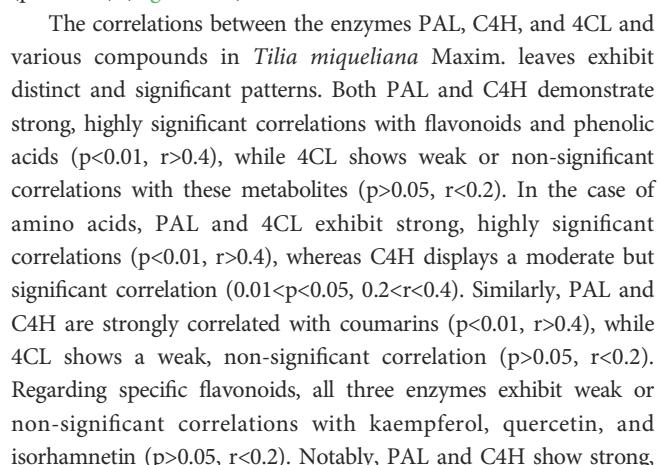 The correlations between the enzymes PAL, C4H, and 4CL and
various compounds in Tilia miqueliana Maxim. leaves exhibit
distinct and significant patterns. Both PAL and C4H demonstrate
strong, highly significant correlations with flavonoids and phenolic
acids (p<0.01, r>0.4), while 4CL shows weak or non-significant
correlations with these metabolites (p>0.05, r<0.2). In the case of
amino acids, PAL and 4CL exhibit strong, highly significant
correlations (p<0.01, r>0.4), whereas C4H displays a moderate but
significant correlation (0.01<p<0.05, 0.2<r<0.4). Similarly, PAL and
C4H are strongly correlated with coumarins (p<0.01, r>0.4), while
4CL shows a weak, non-significant correlation (p>0.05, r<0.2).
Regarding specific flavonoids, all three enzymes exhibit weak or
non-significant correlations with kaempferol, quercetin, and
isorhamnetin (p>0.05, r<0.2). Notably, PAL and C4H show strong,